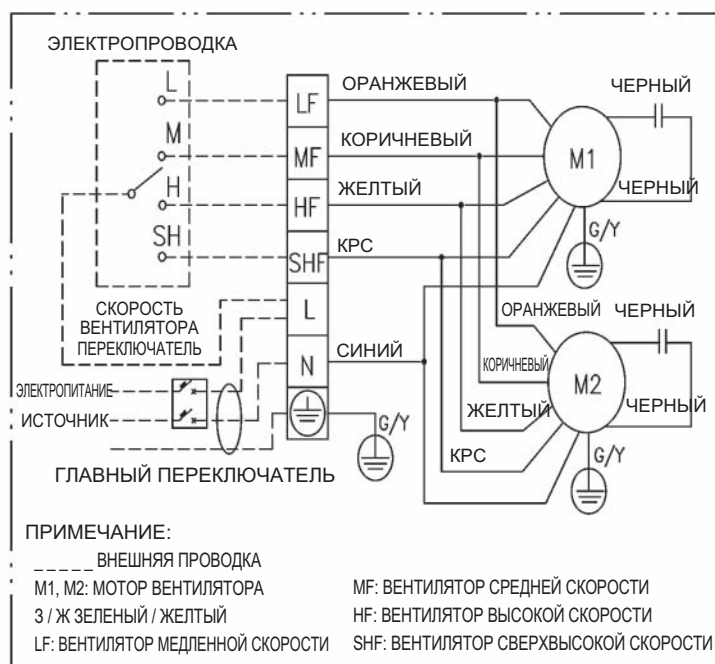 ЭЛЕКТРОПРОВОДКА
L
M
H
SH
СКОРОСТЬ
ВЕНТИЛЯТОРА
ПЕРЕКЛЮЧАТЕЛЬ
LF
MF
HF
SHF
L
N
ОРАНЖЕВЫЙ
КОРИЧНЕВЫЙ
ЖЕЛТЫЙ
КРС
СИНИЙ
ЧЕРНЫЙ
M1
ЧЕРНЫЙ
G/Y
ОРАНЖЕВЫЙ
ЧЕРНЫЙ
КОРИЧНЕВЫЙ
M2
ЖЕЛТЫЙ
ЧЕРНЫЙ
КРС
G/Y
ЭЛЕКТРОПИТАНИЕ
ИСТОЧНИК
G/Y
ГЛАВНЫЙ ПЕРЕКЛЮЧАТЕЛЬ
ПРИМЕЧАНИЕ:
_ _ _ _ _ ВНЕШНЯЯ ПРОВОДКА
M1, M2: МОТОР ВЕНТИЛЯТОРА
З / Ж ЗЕЛЕНЫЙ / ЖЕЛТЫЙ
LF: ВЕНТИЛЯТОР МЕДЛЕННОЙ СКОРОСТИ
MF: ВЕНТИЛЯТОР СРЕДНЕЙ СКОРОСТИ
HF: ВЕНТИЛЯТОР ВЫСОКОЙ СКОРОСТИ
SHF: ВЕНТИЛЯТОР СВЕРХВЫСОКОЙ СКОРОСТИ